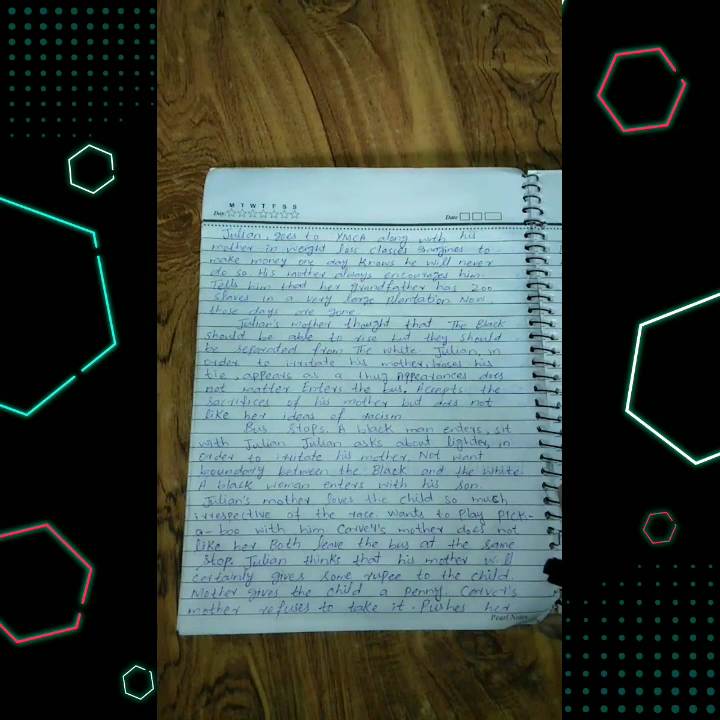 M T W T F S S
Day
Date
Julian, goes to YMCA along with his
mother in weight loss classes Imagines to
make money one day Knows he will never
do so. His mother always encourages him.
Tells him that her grandfather has 200
slaves in a very large plantation Now,
those days are gone.
Julian's mother thought that The Black
should be able to rise but they should
be separated from The white. Julian, in
order to irritate his mother, loses his
tie, appears as a thug Appearances does
not matter Enters the bus. Accepts the
sacrifices of his mother but does not
like her ideas of racism
Bus Stops. A black man enters, sit
with Julian Julian asks about lighter, in
order to irritate his mother. Not want
boundary between the Black and the White.
A black woman enters with his son.
Julian's mother loves the child so much
irrespective of the race. wants to play pick-
a-boo with him. Carver's mother does not
like her Both leave the bus at the same
Stop. Julian thinks that his mother will
certainly gives some rupee to the child.
Mother gives the child a penny. Carver's
mother refuses to take it. Pushes her
Pearl Notes